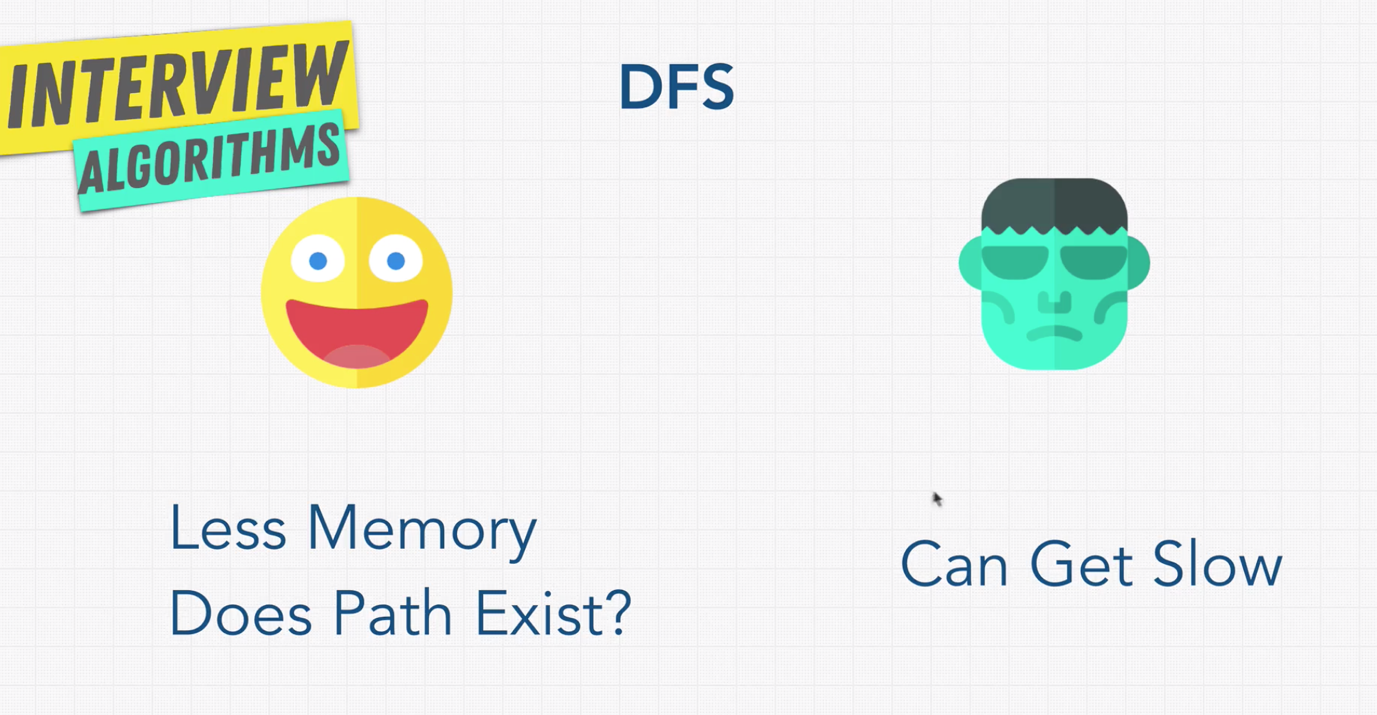 INTERVIEW
ALGORITHMS
DFS
Less Memory
Does Path Exist?
Can Get Slow